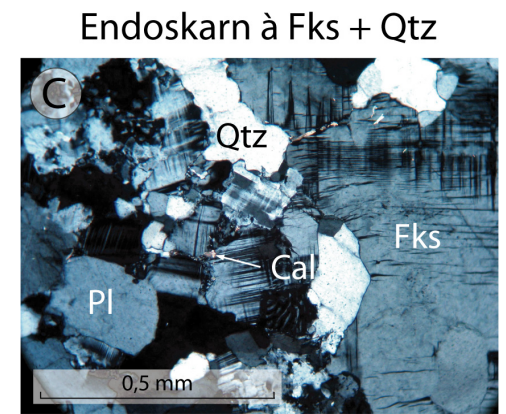 Endoskarn à Fks + Qtz
C
Qtz
Fks
Cal
Pl
0,5 mm